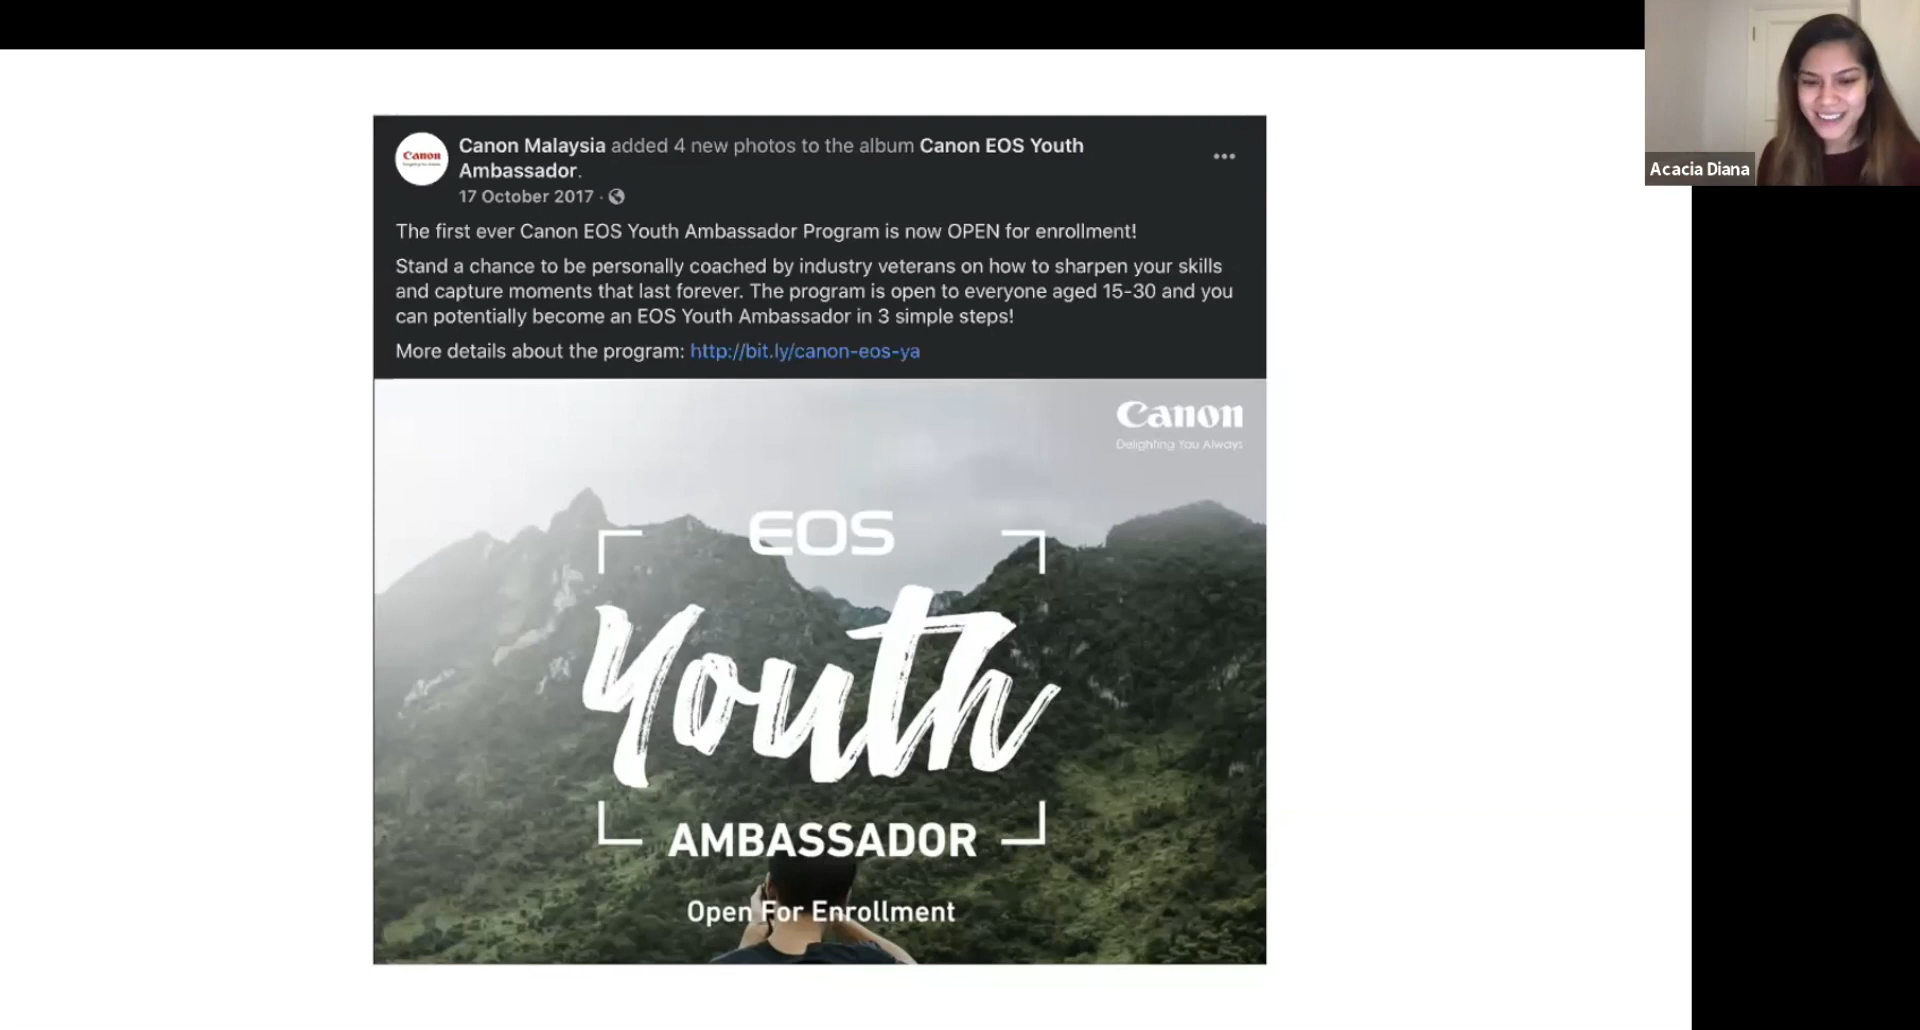 Acacia Diana
Canon
Canon Malaysia added 4 new photos to the album Canon EOS Youth
Ambassador.
17 October 2017 ·
The first ever Canon EOS Youth Ambassador Program is now OPEN for enrollment!
Stand a chance to be personally coached by industry veterans on how to sharpen your skills
and capture moments that last forever. The program is open to everyone aged 15-30 and you
can potentially become an EOS Youth Ambassador in 3 simple steps!
More details about the program: http://bit.ly/canon-eos-ya
Canon
Delighting You Always
EOS
Youth
AMBASSADOR
Open For Enrollment